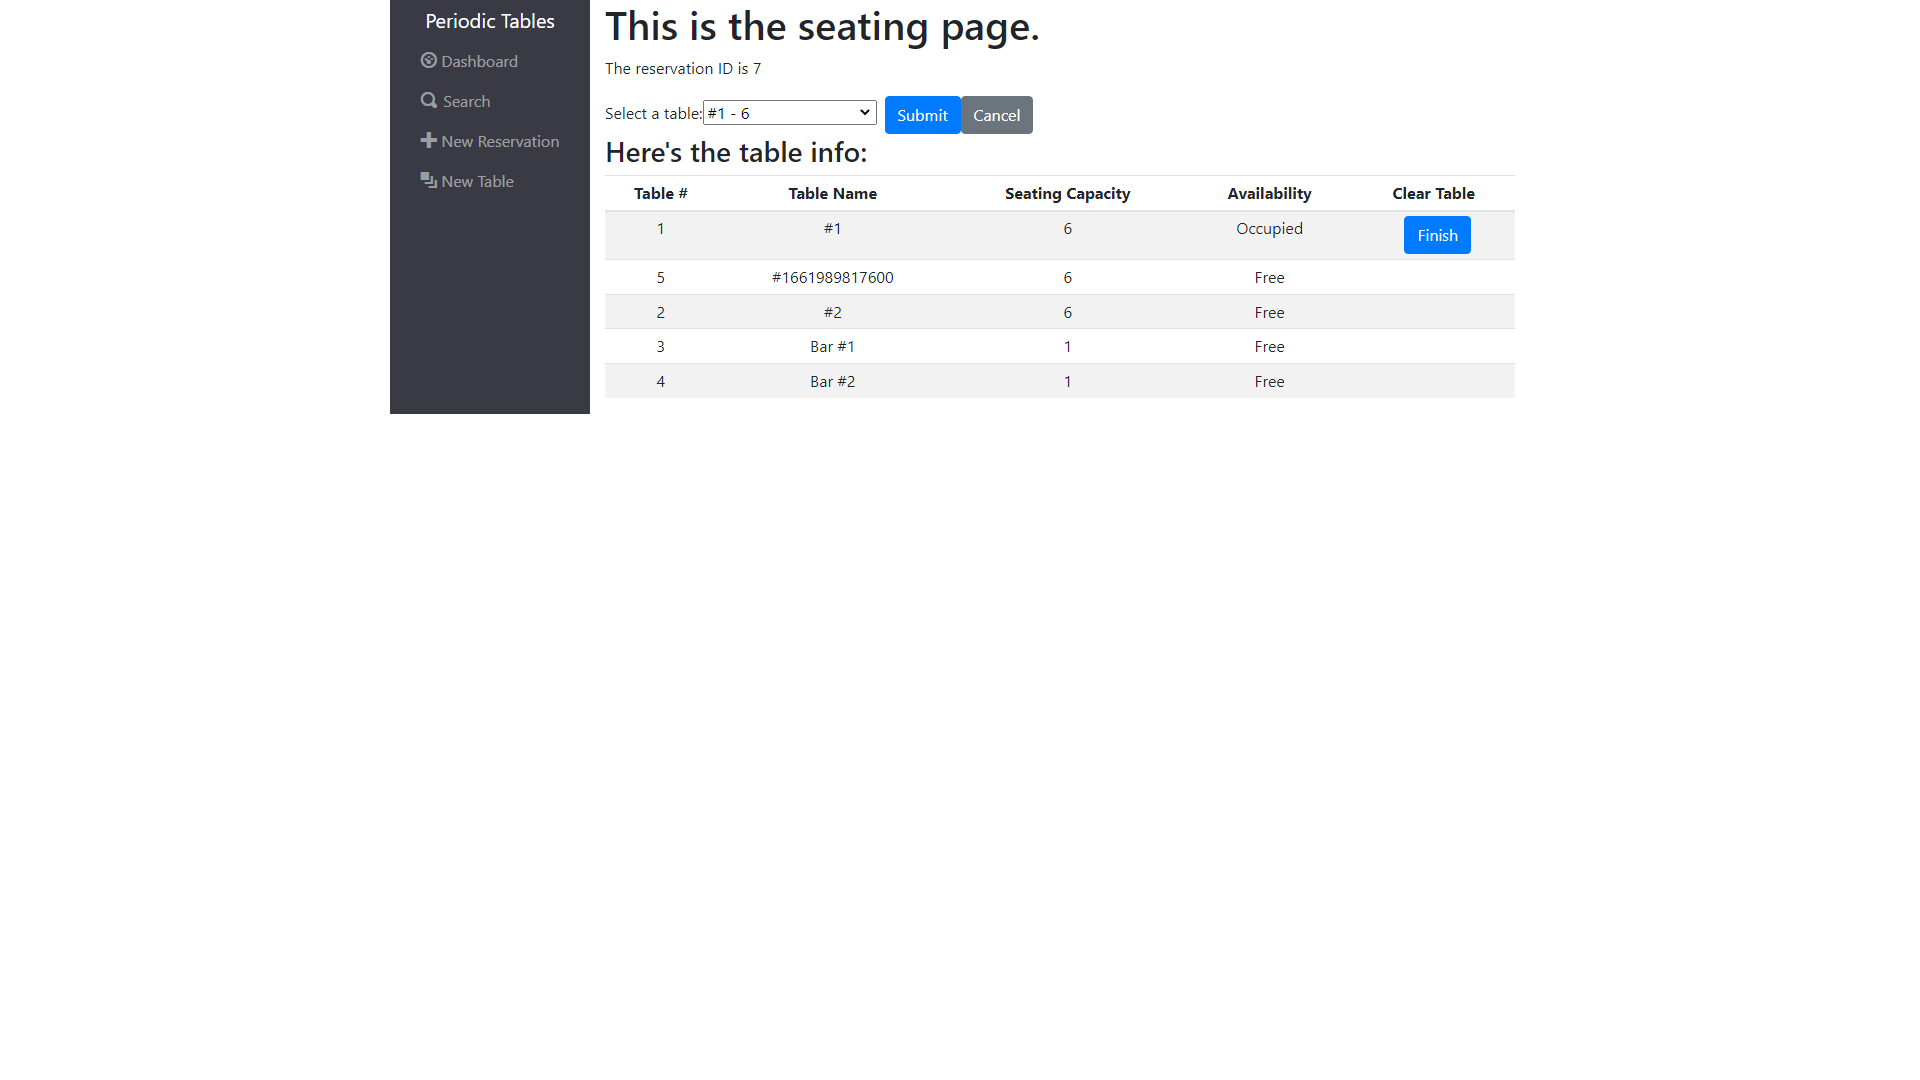 Periodic Tables
Dashboard
Search
New Reservation
New Table
This is the seating page.
The reservation ID is 7
Select a table: #1 - 6 Submit Cancel
Here's the table info:
Table # Table Name Seating Capacity Availability Clear Table
1 #1 6 Occupied Finish
5 #1661989817600 6 Free
2 #2 6 Free
3 Bar #1 1 Free
4 Bar #2 1 Free